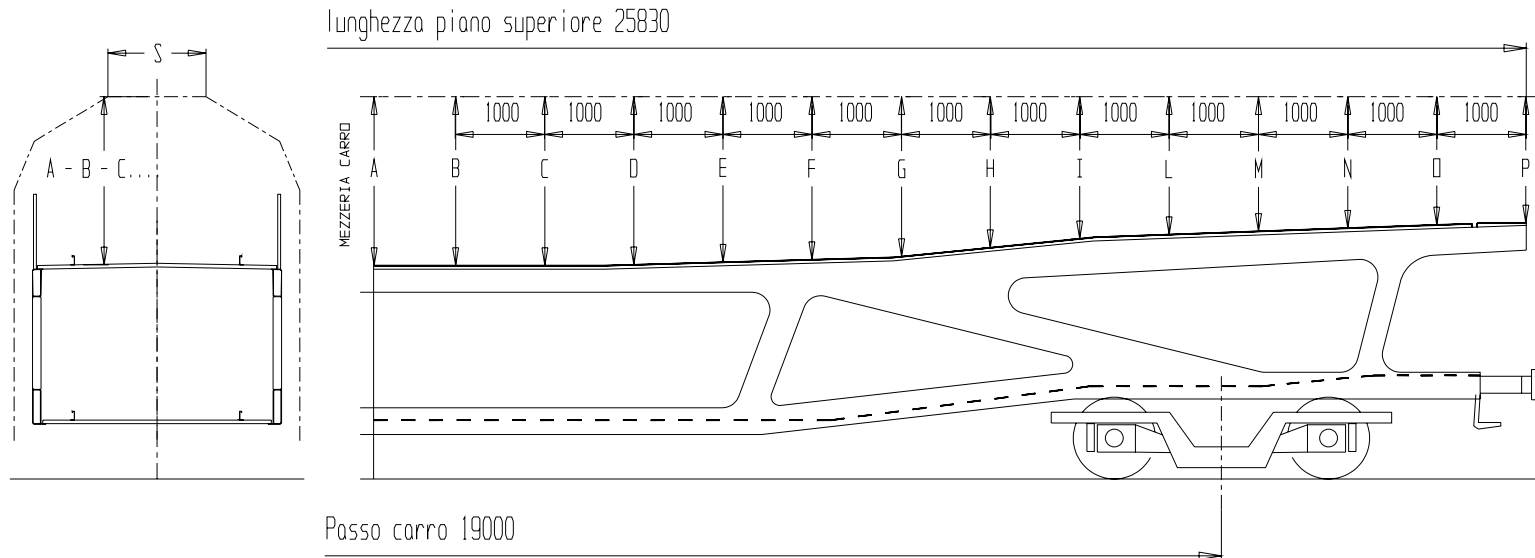 lunghezza piano superiore 25830
S
1000 1000 1000 1000 1000 1000 1000 1000 1000 1000 1000 1000
A - B - C....
MEZZERIA CARRO
A B C D E F G H I L M N O P
Passo carro 19000